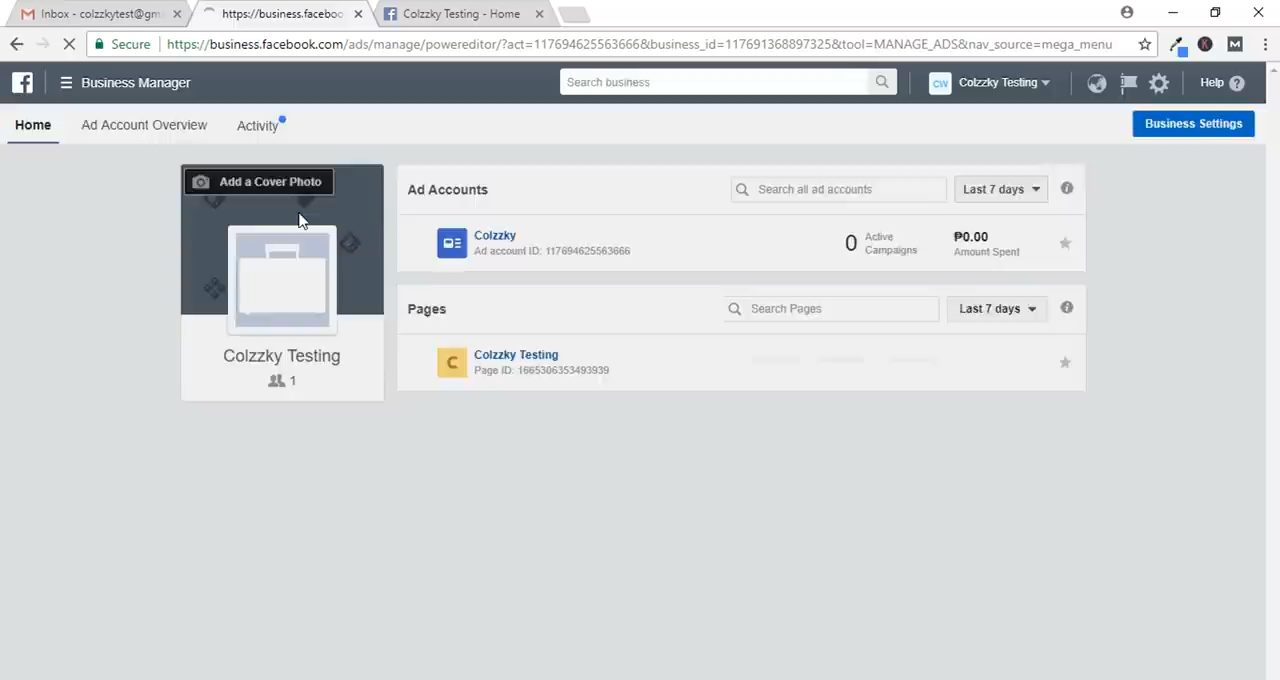 Inbox - colzzkytest@gm
https://business.faceboo
Colzzky Testing - Home
Secure
https://business.facebook.com/ads/manage/powereditor/?act=117694625563666&business_id=117691368897325&tool=MANAGE_ADS&nav_source=mega_menu
Business Manager
Search business
CW
Colzzky Testing
Help
Home
Ad Account Overview
Activity
Business Settings
Add a Cover Photo
Colzzky Testing
1
Ad Accounts
Search all ad accounts
Last 7 days
Colzzky
Ad account ID: 117694625563666
0
Active
Campaigns
₱0.00
Amount Spent
Pages
Search Pages
Last 7 days
C
Colzzky Testing
Page ID: 1665306353493939